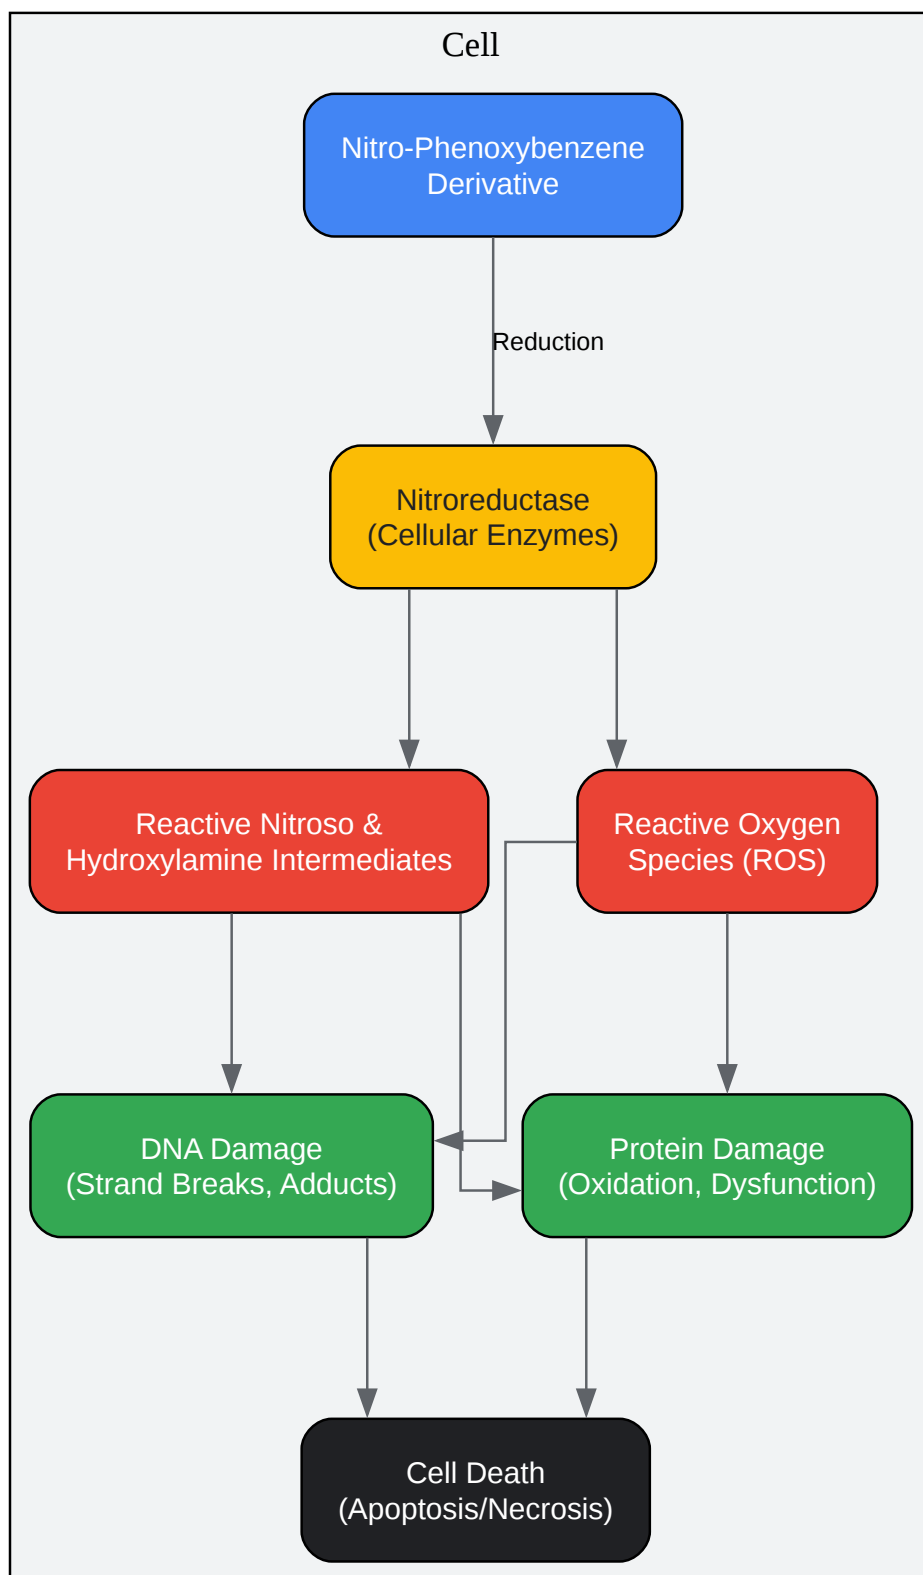 Cell
Nitro-Phenoxybenzene
Derivative
Reduction
Nitroreductase
(Cellular Enzymes)
Reactive Nitroso &
Hydroxylamine Intermediates
Reactive Oxygen
Species (ROS)
DNA Damage
(Strand Breaks, Adducts)
Protein Damage
(Oxidation, Dysfunction)
Cell Death
(Apoptosis/Necrosis)